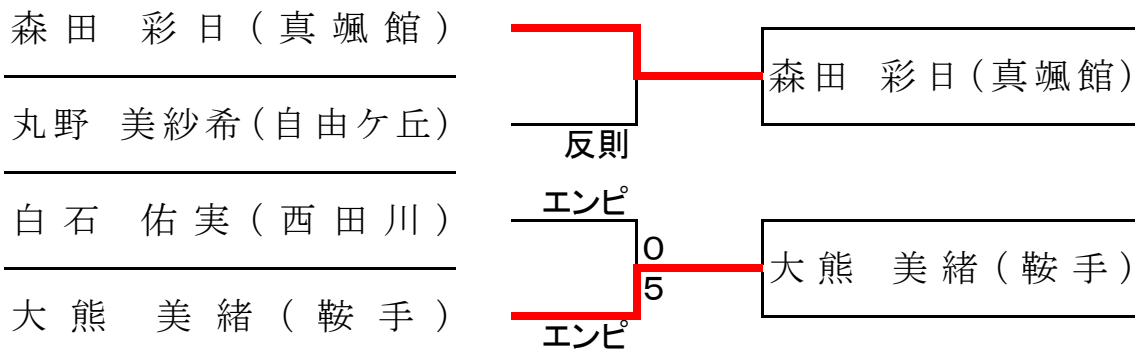 森田 彩日(真颯館)
丸野 美紗希(自由ケ丘)
反則
白石 佑実(西田川)
エンピ
0
5
大熊 美緒(鞍手)
エンピ
森田 彩日(真颯館)
大熊 美緒(鞍手)